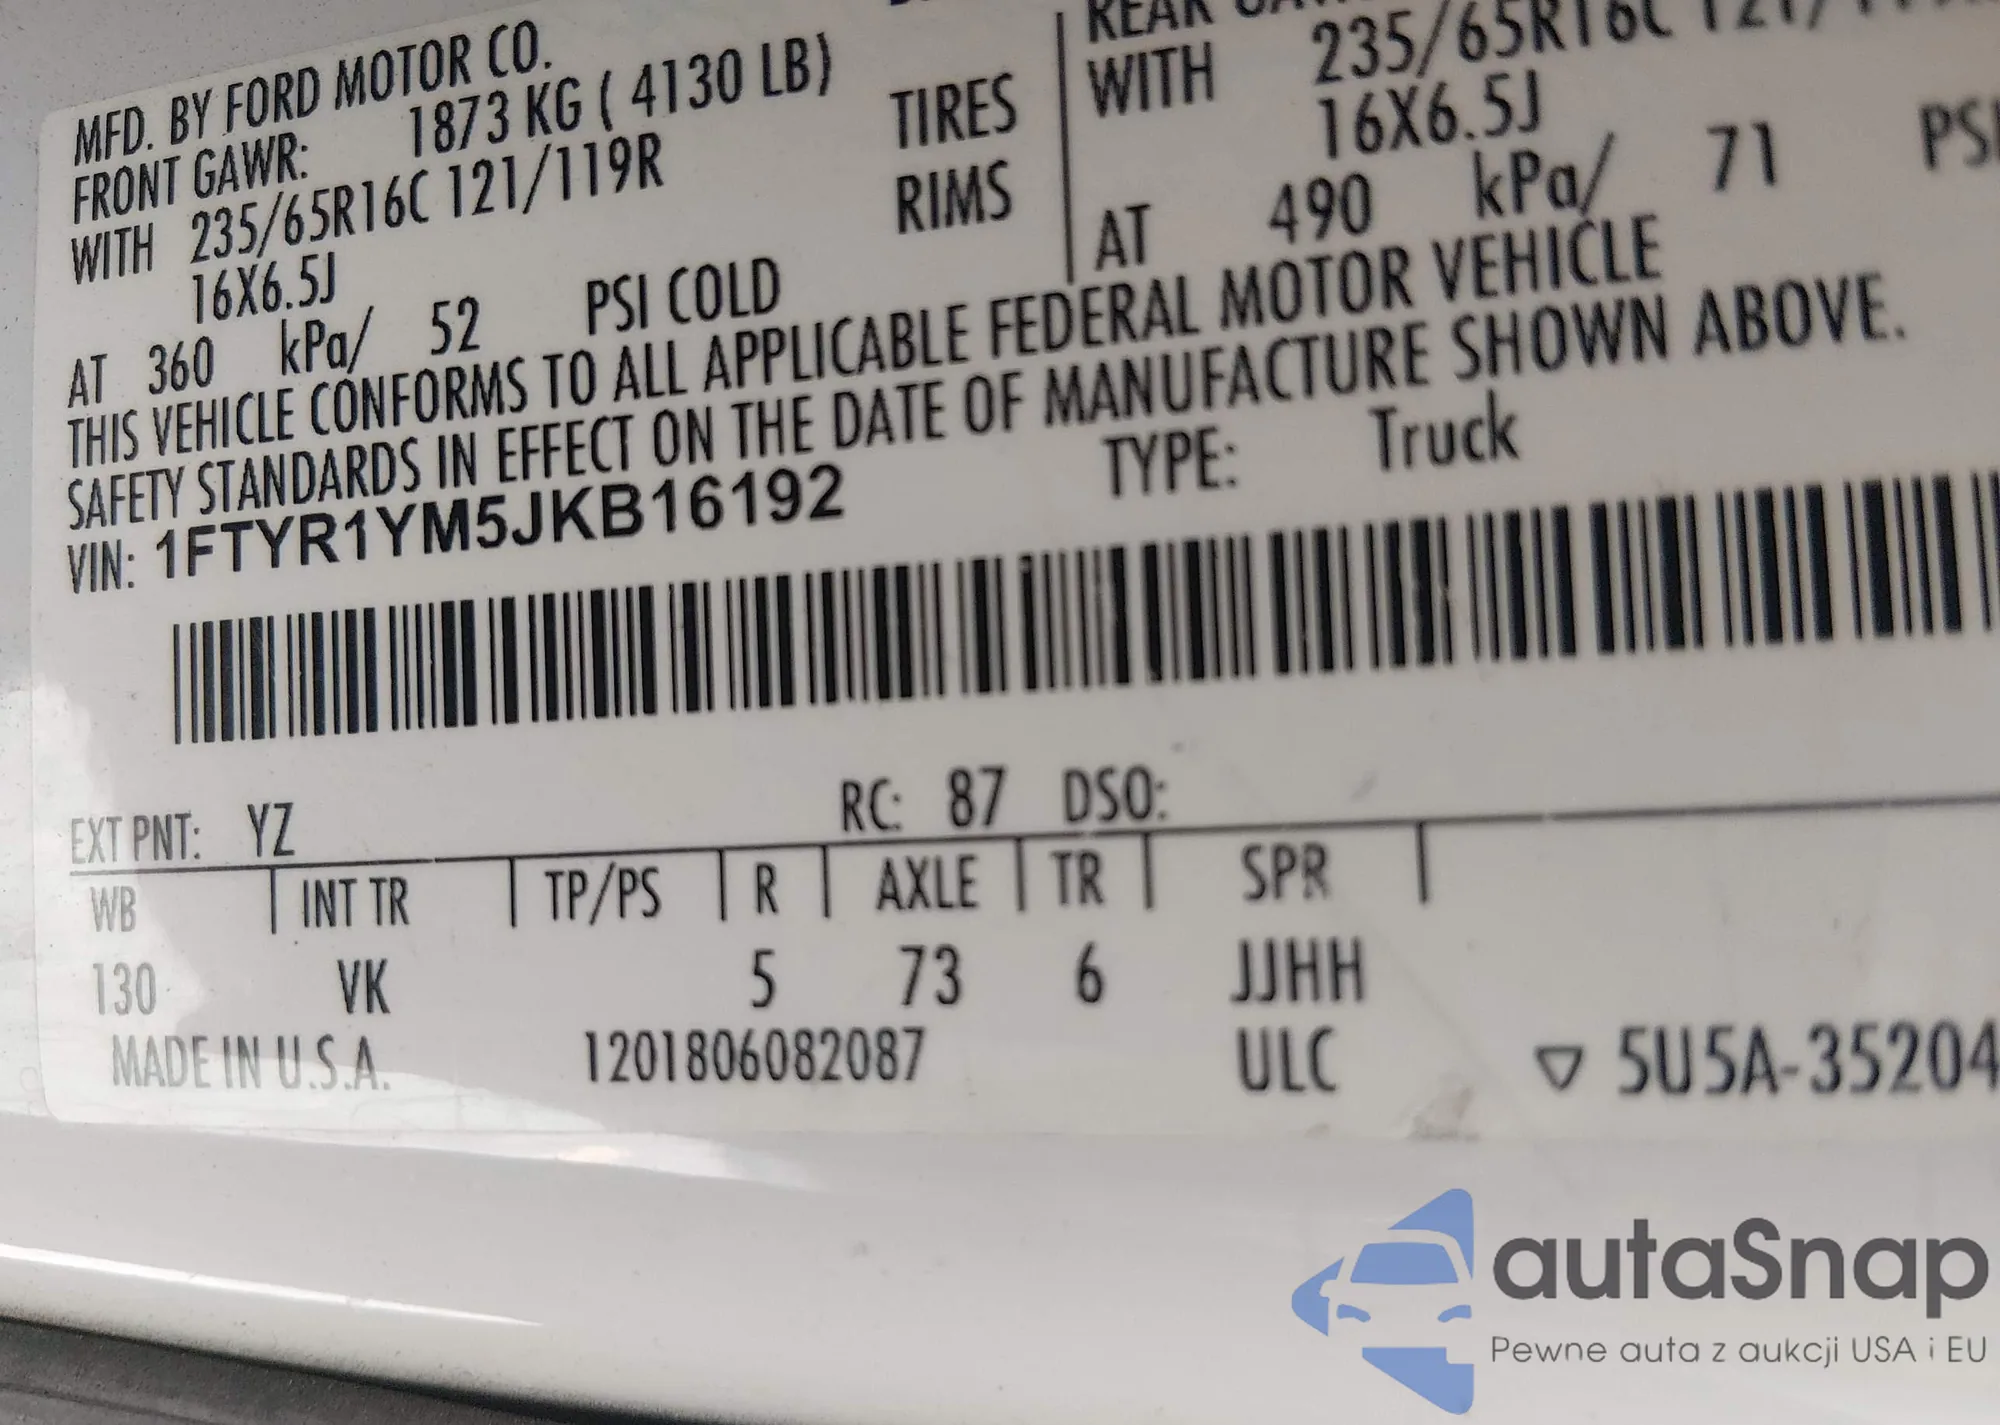 MFD. BY FORD MOTOR CO.
FRONT GAWR: 1873 KG ( 4130 LB)
WITH 235/65R16C 121/119R TIRES
16X6.5J RIMS
AT 360 kPa/ 52 PSI COLD
REAR
WITH 235/65R16C
16X6.5J
AT 490 kPa/ 71 PSI
THIS VEHICLE CONFORMS TO ALL APPLICABLE FEDERAL MOTOR VEHICLE
SAFETY STANDARDS IN EFFECT ON THE DATE OF MANUFACTURE SHOWN ABOVE.
VIN: 1FTYR1YM5JKB16192 TYPE: Truck
EXT PNT: YZ RC: 87 DSO:
WB INT TR TP/PS R AXLE TR SPR
130 VK 5 73 6 JJHH
MADE IN U.S.A. 1201806082087 ULC ▽ 5U5A-35204
autaSnap
Pewne auta z aukcji USA i EU